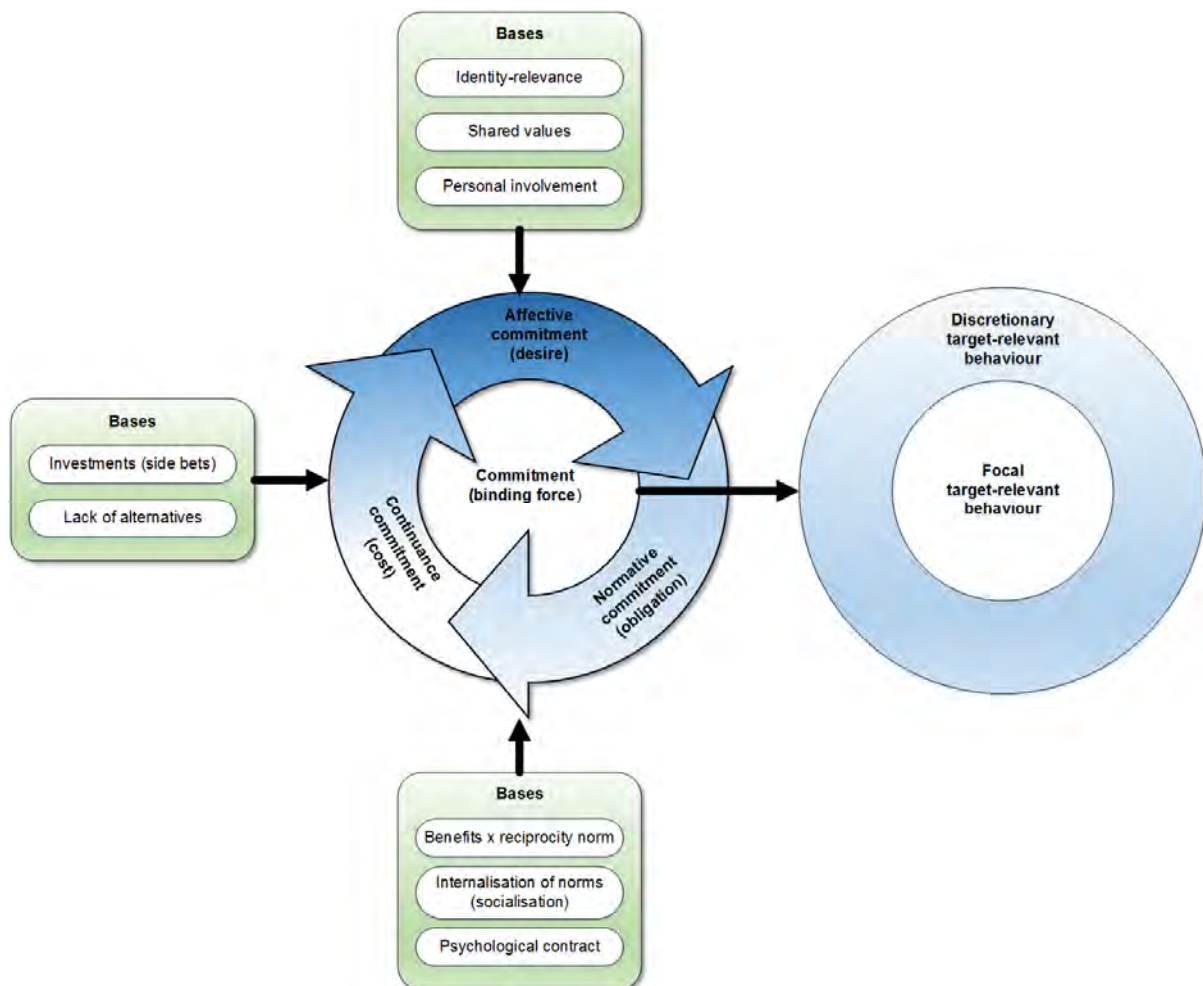 Bases
Identity-relevance
Shared values
Personal involvement
Affective
commitment
(desire)
Discretionary
target-relevant
behaviour
Bases
Investments (side bets)
Lack of alternatives
Commitment
(binding force)
Focal
target-relevant
behaviour
Continuance
commitment
(cost)
Normative
commitment
(obligation)
Bases
Benefits x reciprocity norm
Internalisation of norms
(socialisation)
Psychological contract